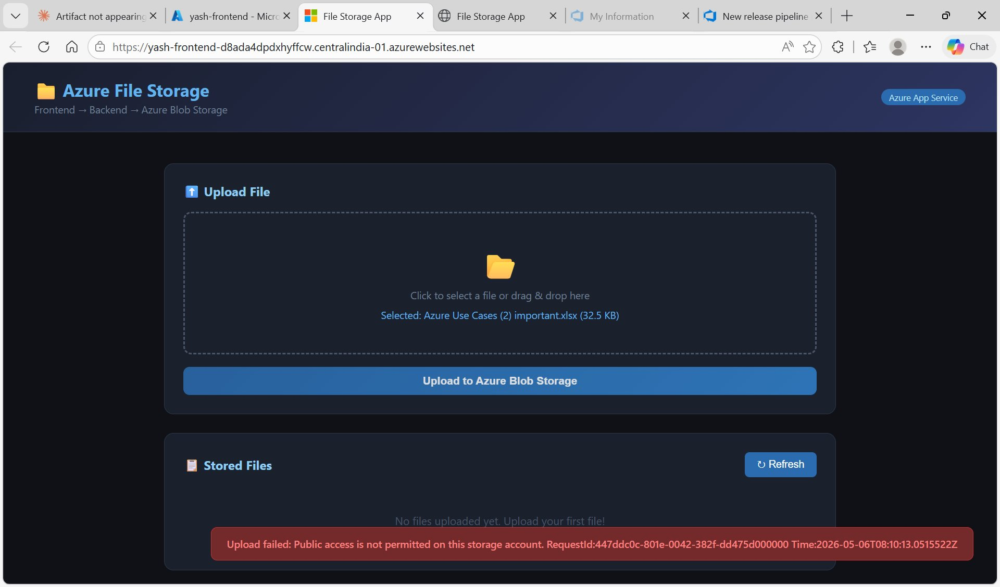 Artifact not appearing
yash-frontend - Micro
File Storage App
File Storage App
My Information
New release pipeline
https://yash-frontend-d8ada4dpdxhyffcw.centralindia-01.azurewebsites.net
Chat
Azure File Storage
Frontend → Backend → Azure Blob Storage
Azure App Service
Upload File
Click to select a file or drag & drop here
Selected: Azure Use Cases (2) important.xlsx (32.5 KB)
Upload to Azure Blob Storage
Stored Files
↻ Refresh
No files uploaded yet. Upload your first file!
Upload failed: Public access is not permitted on this storage account. RequestId:447ddc0c-801e-0042-382f-dd475d000000 Time:2026-05-06T08:10:13.0515522Z